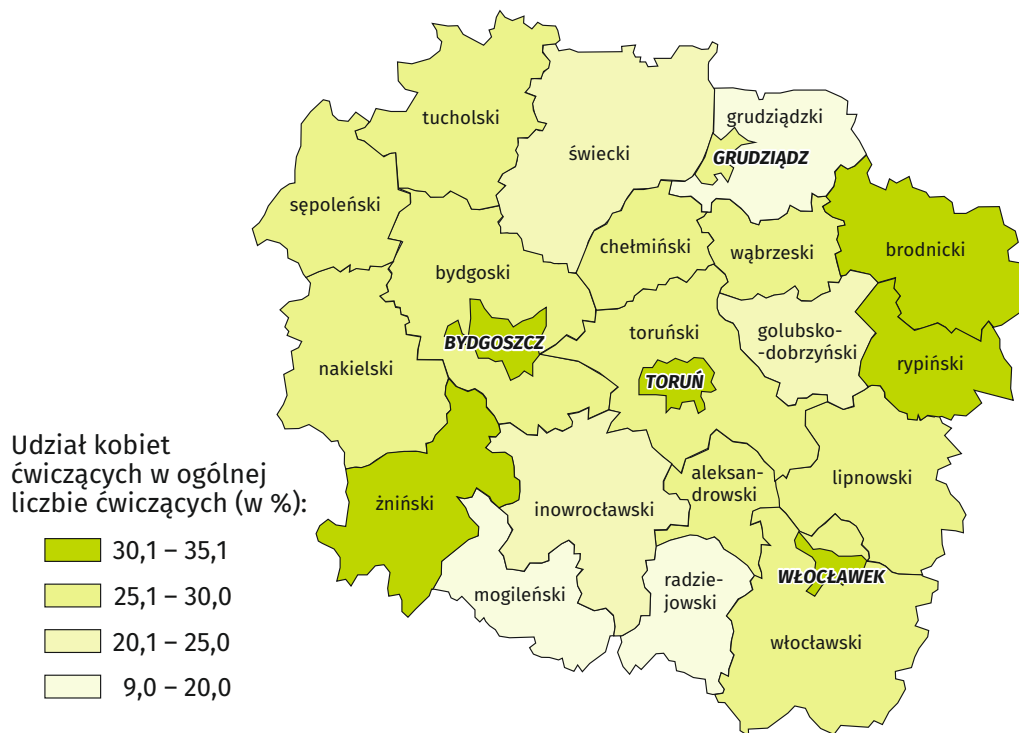 tucholski
grudziądzki
świecki
GRUDZIĄDZ
sępoleński
chełmiński
wąbrzeski
brodnicki
bydgoski
toruński
golubsko-
-dobrzyński
BYDGOSZCZ
nakielski
TORUŃ
rypiński
Udział kobiet
ćwiczących w ogólnej
liczbie ćwiczących (w %):
30,1 – 35,1
25,1 – 30,0
20,1 – 25,0
9,0 – 20,0
żniński
inowrocławski
aleksan-
drowski
lipnowski
mogileński
radzie-
jowski
WŁOCŁAWEK
włocławski